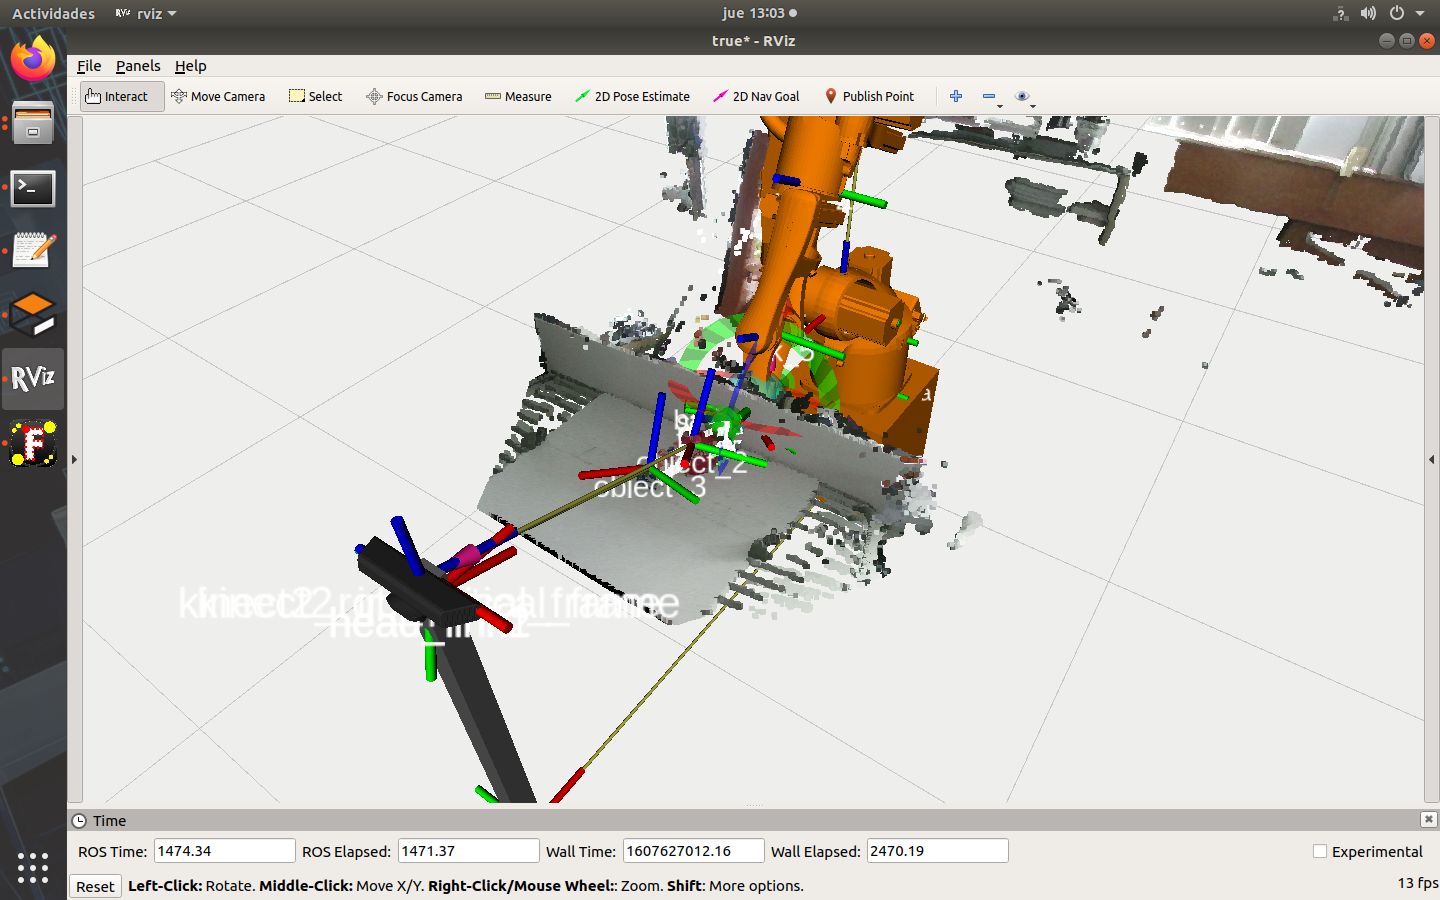 Actividades
RViz rviz
jue 13:03
true* - RViz
File Panels Help
Interact Move Camera Select Focus Camera Measure 2D Pose Estimate 2D Nav Goal Publish Point
RViz
F
a
object_2
object_3
Time
ROS Time: 1474.34 ROS Elapsed: 1471.37 Wall Time: 1607627012.16 Wall Elapsed: 2470.19 Experimental
Reset Left-Click: Rotate. Middle-Click: Move X/Y. Right-Click/Mouse Wheel:: Zoom. Shift: More options. 13 fps